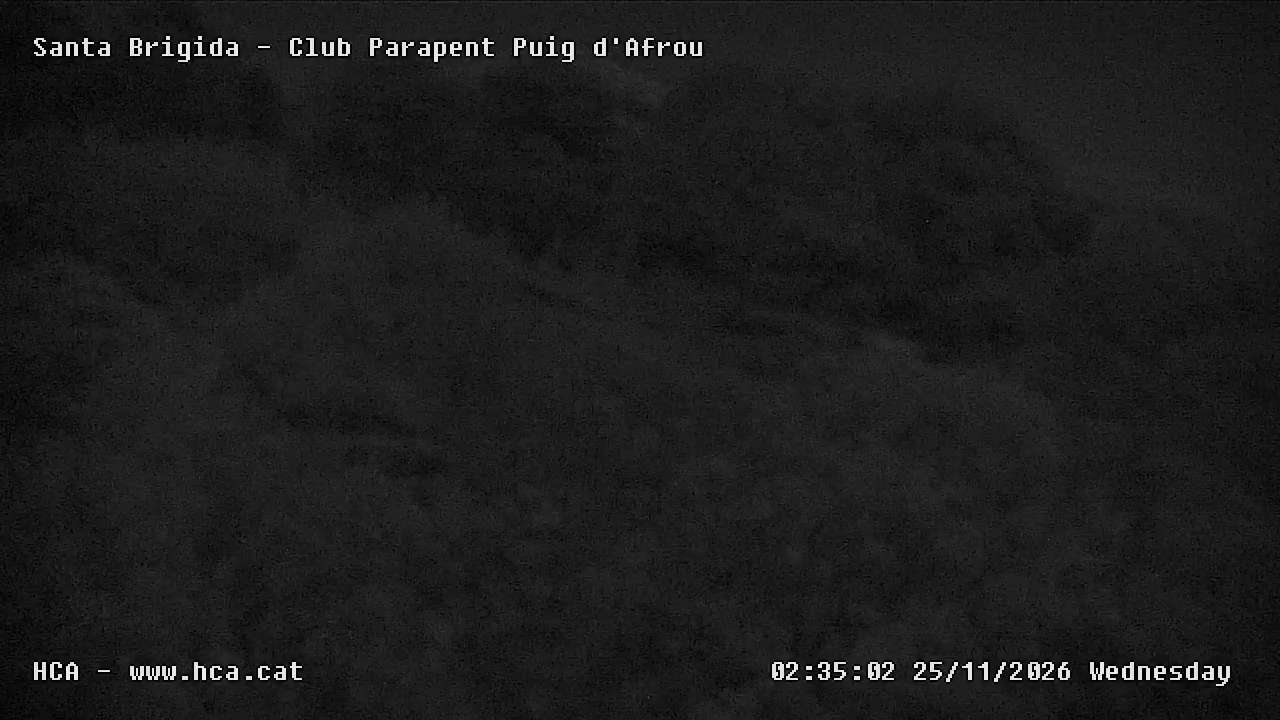 Santa Brigida - Club Parapent Puig d'Afrou
HCA - www.hca.cat
02:35:02 25/11/2026 Wednesday